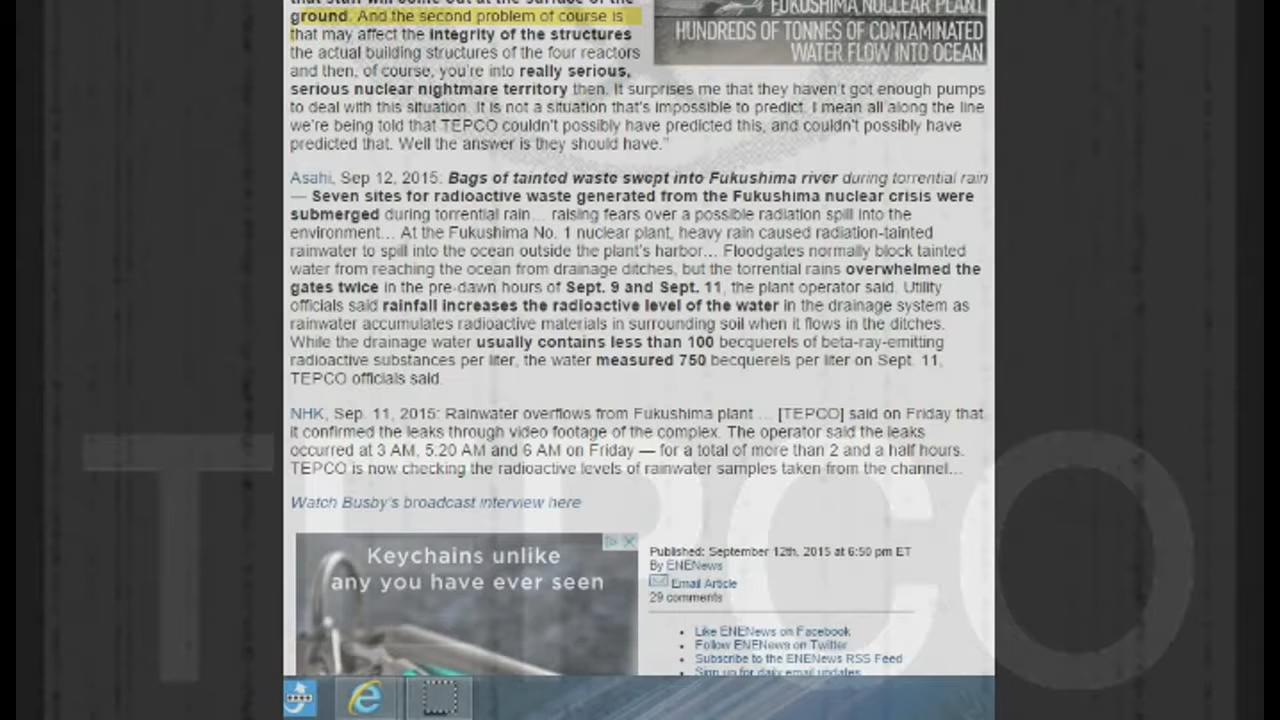 ground. And the second problem of course is
that may affect the integrity of the structures
the actual building structures of the four reactors
and then, of course, you're into really serious,
serious nuclear nightmare territory then. It surprises me that they haven't got enough pumps
to deal with this situation. It is not a situation that's impossible to predict. I mean all along the line
we're being told that TEPCO couldn't possibly have predicted this, and couldn't possibly have
predicted that. Well the answer is they should have."
FUKUSHIMA NUCLEAR PLANT
HUNDREDS OF TONNES OF CONTAMINATED
WATER FLOW INTO OCEAN
Asahi, Sep 12, 2015: Bags of tainted waste swept into Fukushima river during torrential rain
— Seven sites for radioactive waste generated from the Fukushima nuclear crisis were
submerged during torrential rain… raising fears over a possible radiation spill into the
environment… At the Fukushima No. 1 nuclear plant, heavy rain caused radiation-tainted
rainwater to spill into the ocean outside the plant's harbor… Floodgates normally block tainted
water from reaching the ocean from drainage ditches, but the torrential rains overwhelmed the
gates twice in the pre-dawn hours of Sept. 9 and Sept. 11, the plant operator said. Utility
officials said rainfall increases the radioactive level of the water in the drainage system as
rainwater accumulates radioactive materials in surrounding soil when it flows in the ditches.
While the drainage water usually contains less than 100 becquerels of beta-ray-emitting
radioactive substances per liter, the water measured 750 becquerels per liter on Sept. 11,
TEPCO officials said.
NHK, Sep. 11, 2015: Rainwater overflows from Fukushima plant … [TEPCO] said on Friday that
it confirmed the leaks through video footage of the complex. The operator said the leaks
occurred at 3 AM, 5:20 AM and 6 AM on Friday — for a total of more than 2 and a half hours.
TEPCO is now checking the radioactive levels of rainwater samples taken from the channel…
Watch Busby's broadcast interview here
Keychains unlike
any you have ever seen
Published: September 12th, 2015 at 6:50 pm ET
By ENENews
Email Article
29 comments
Like ENENews on Facebook
Follow ENENews on Twitter
Subscribe to the ENENews RSS Feed
Sign up for daily email updates
TEPCO